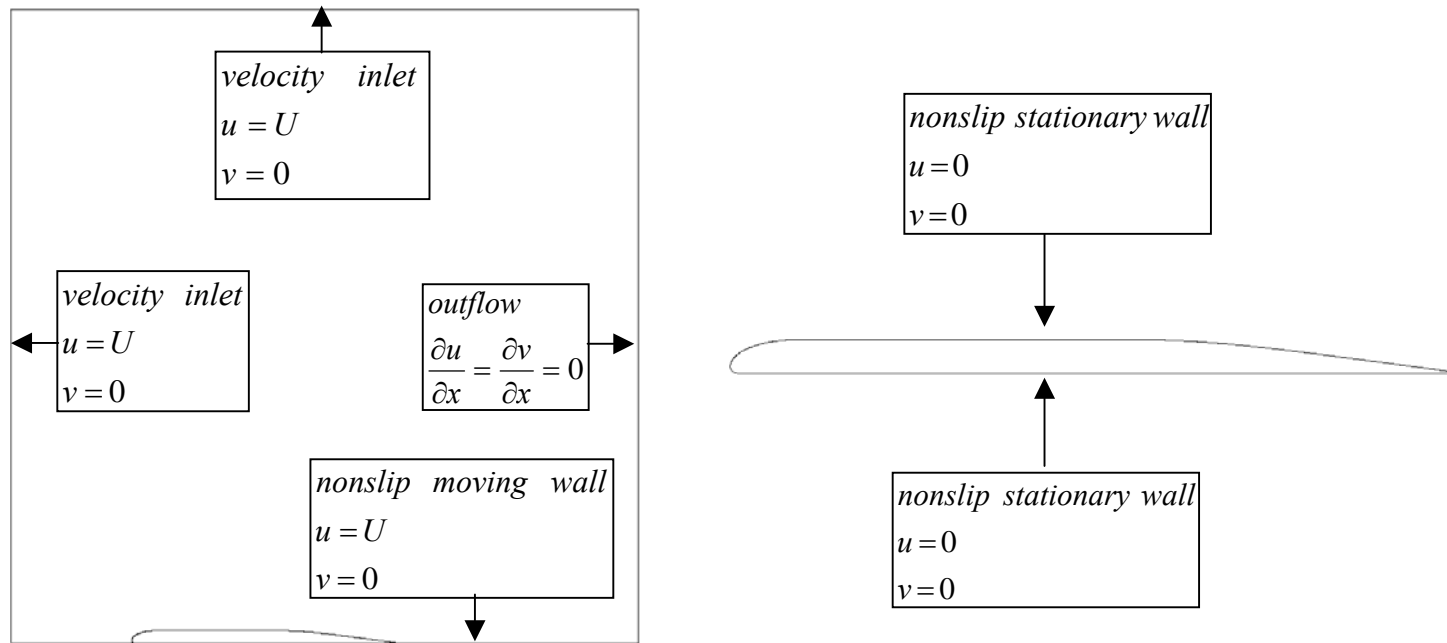 velocity inlet
u = U
v = 0
velocity inlet
u = U
v = 0
outflow
∂u/∂x = ∂v/∂x = 0
nonslip moving wall
u = U
v = 0
nonslip stationary wall
u = 0
v = 0
nonslip stationary wall
u = 0
v = 0